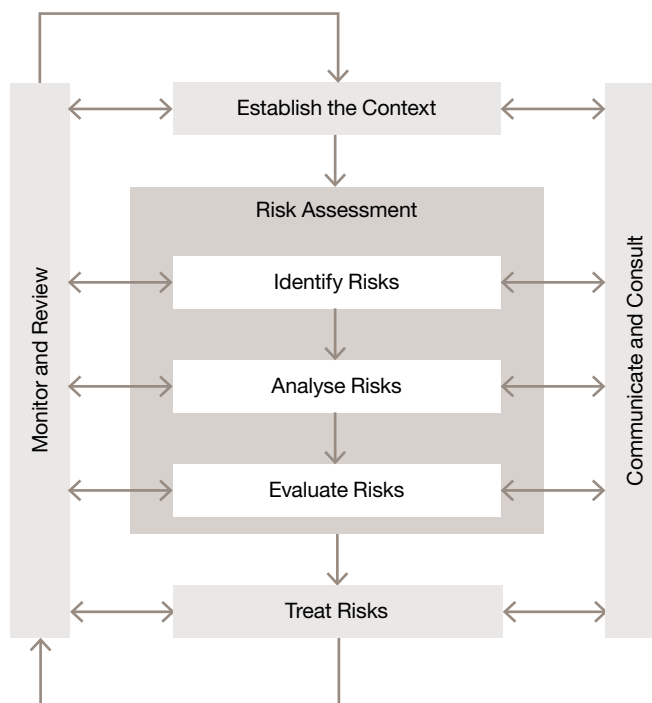 Establish the Context
Risk Assessment
Identify Risks
Analyse Risks
Evaluate Risks
Treat Risks
Monitor and Review
Communicate and Consult